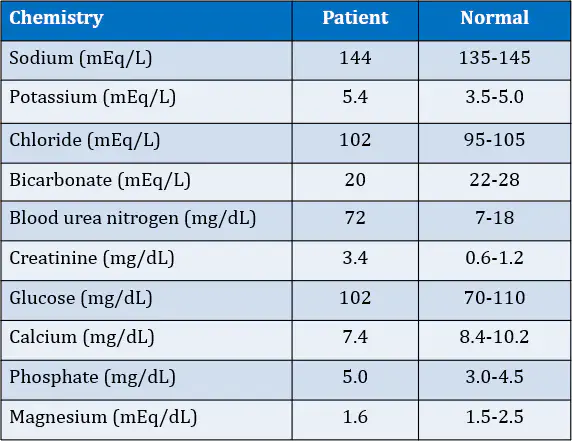 Chemistry Patient Normal
Sodium (mEq/L) 144 135-145
Potassium (mEq/L) 5.4 3.5-5.0
Chloride (mEq/L) 102 95-105
Bicarbonate (mEq/L) 20 22-28
Blood urea nitrogen (mg/dL) 72 7-18
Creatinine (mg/dL) 3.4 0.6-1.2
Glucose (mg/dL) 102 70-110
Calcium (mg/dL) 7.4 8.4-10.2
Phosphate (mg/dL) 5.0 3.0-4.5
Magnesium (mEq/dL) 1.6 1.5-2.5